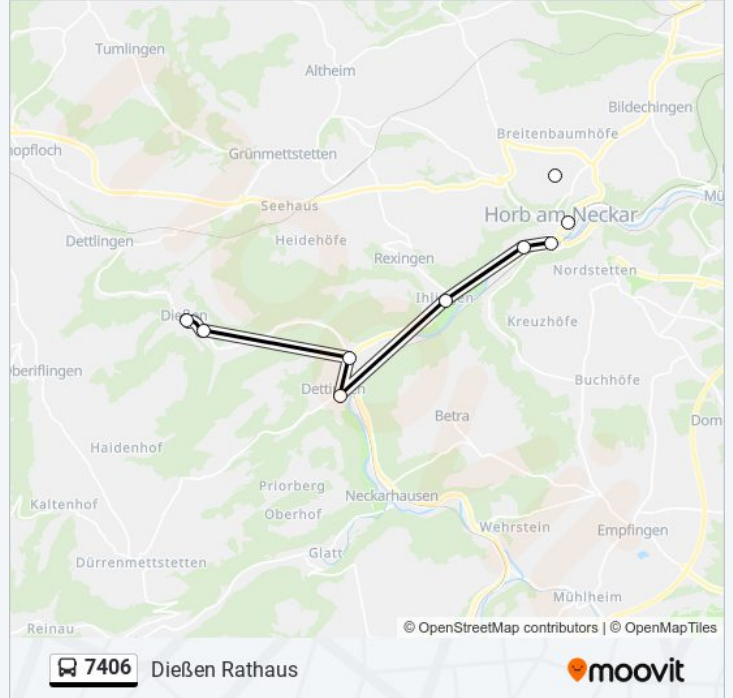 Tumlingen
Altheim
Bildechingen
Breitenbaumhöfe
opfloch
Grünmettstetten
Mü
Seehaus
Horb am Neckar
Dettlingen
Heidehöfe
Rexingen
Nordstetten
Ihlingen
Dießen
Kreuzhöfe
beriflingen
Buchhöfe
Dettingen
Betra
Dom
Haidenhof
Priorberg
Neckarhausen
Kaltenhof
Oberhof
Wehrstein
Empfingen
Glatt
Dürrenmettstetten
Mühlheim
Reinau
© OpenStreetMap contributors | © OpenMapTiles
7406 Dießen Rathaus
moovit